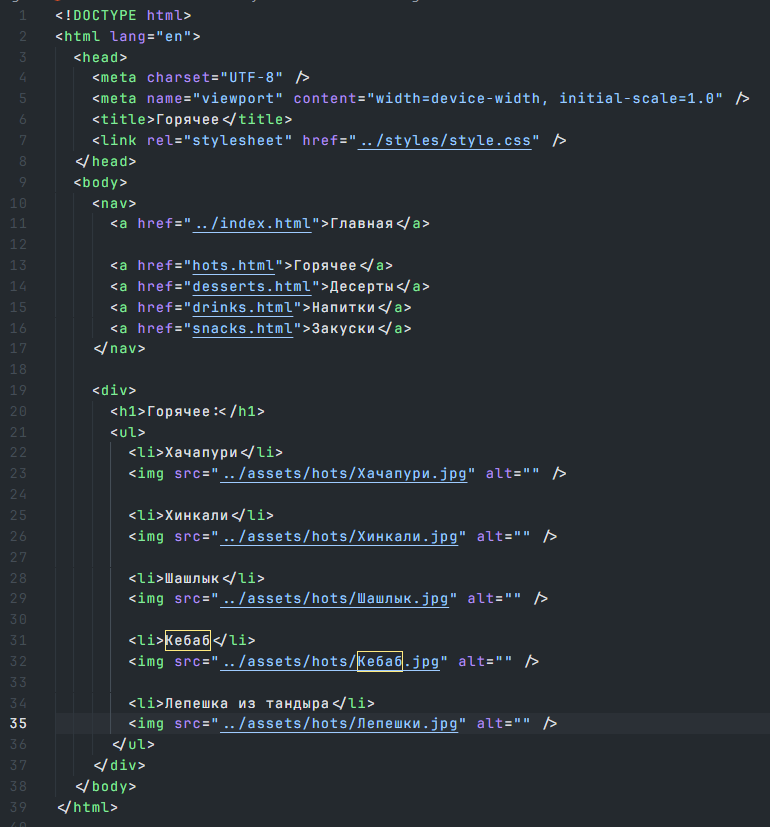 1 <!DOCTYPE html>
2 <html lang="en">
3 <head>
4 <meta charset="UTF-8" />
5 <meta name="viewport" content="width=device-width, initial-scale=1.0" />
6 <title>Горячее</title>
7 <link rel="stylesheet" href="../styles/style.css" />
8 </head>
9 <body>
10 <nav>
11 <a href="../index.html">Главная</a>
12
13 <a href="hots.html">Горячее</a>
14 <a href="desserts.html">Десерты</a>
15 <a href="drinks.html">Напитки</a>
16 <a href="snacks.html">Закуски</a>
17 </nav>
18
19 <div>
20 <h1>Горячее:</h1>
21 <ul>
22 <li>Хачапури</li>
23 <img src="../assets/hots/Хачапури.jpg" alt="" />
24
25 <li>Хинкали</li>
26 <img src="../assets/hots/Хинкали.jpg" alt="" />
27
28 <li>Шашлык</li>
29 <img src="../assets/hots/Шашлык.jpg" alt="" />
30
31 <li>Кебаб</li>
32 <img src="../assets/hots/Кебаб.jpg" alt="" />
33
34 <li>Лепешка из тандыра</li>
35 <img src="../assets/hots/Лепешки.jpg" alt="" />
36 </ul>
37 </div>
38 </body>
39 </html>